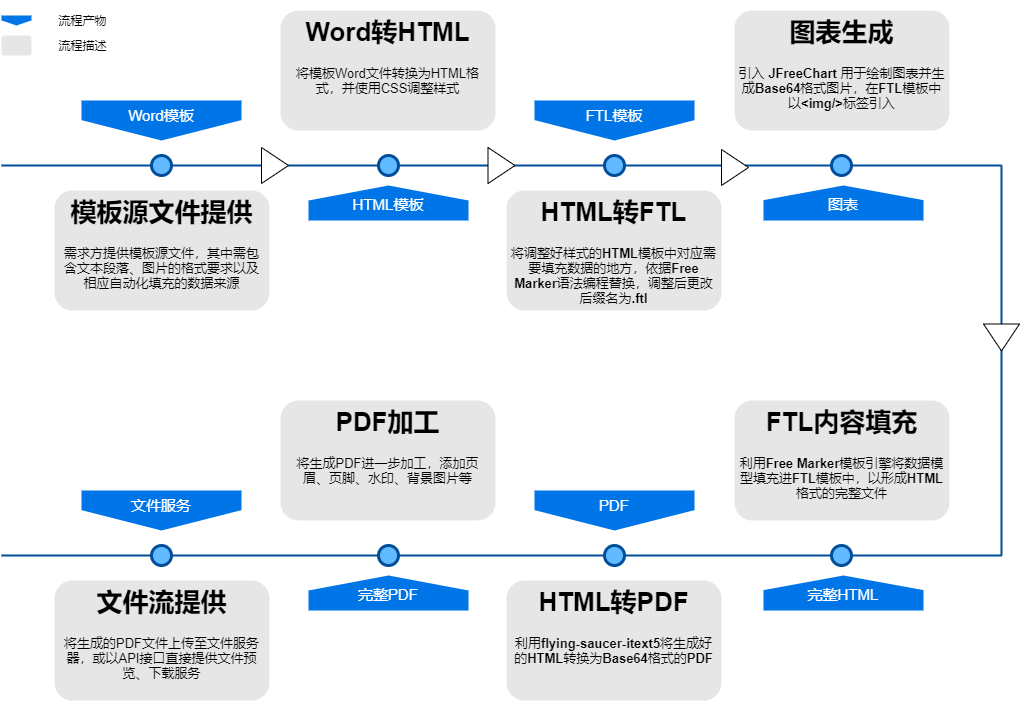 流程产物
流程描述
Word转HTML
将模板Word文件转换为HTML格
式，并使用CSS调整样式
图表生成
引入 JFreeChart 用于绘制图表并生
成Base64格式图片，在FTL模板中
以<img/>标签引入
Word模板
FTL模板
HTML模板
图表
模板源文件提供
需求方提供模板源文件，其中需包
含文本段落、图片的格式要求以及
相应自动化填充的数据来源
HTML转FTL
将调整好样式的HTML模板中对应需
要填充数据的地方，依据Free
Marker语法编程替换，调整后更改
后缀名为.ftl
PDF加工
将生成PDF进一步加工，添加页
眉、页脚、水印、背景图片等
FTL内容填充
利用Free Marker模板引擎将数据模
型填充进FTL模板中，以形成HTML
格式的完整文件
文件服务
PDF
完整PDF
完整HTML
文件流提供
将生成的PDF文件上传至文件服务
器，或以API接口直接提供文件预
览、下载服务
HTML转PDF
利用flying-saucer-itext5将生成好
的HTML转换为Base64格式的PDF